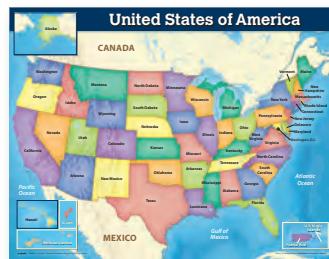 United States of America
Alaska
CANADA
Washington
Montana
North Dakota
Minnesota
Vermont
Maine
Oregon
Idaho
Wyoming
South Dakota
Wisconsin
Michigan
New York
New
Hampshire
Massachusetts
Rhode Island
Connecticut
New Jersey
Delaware
Maryland
Washington D.C.
Nevada
Utah
Colorado
Nebraska
Iowa
Illinois
Indiana
Ohio
Pennsylvania
West
Virginia
Virginia
California
Kansas
Missouri
Kentucky
North Carolina
Tennessee
South
Carolina
Arizona
New Mexico
Oklahoma
Arkansas
Mississippi
Alabama
Georgia
Texas
Louisiana
Florida
Pacific
Ocean
Atlantic
Ocean
Hawaii
Gulf of
Mexico
MEXICO
Puerto Rico